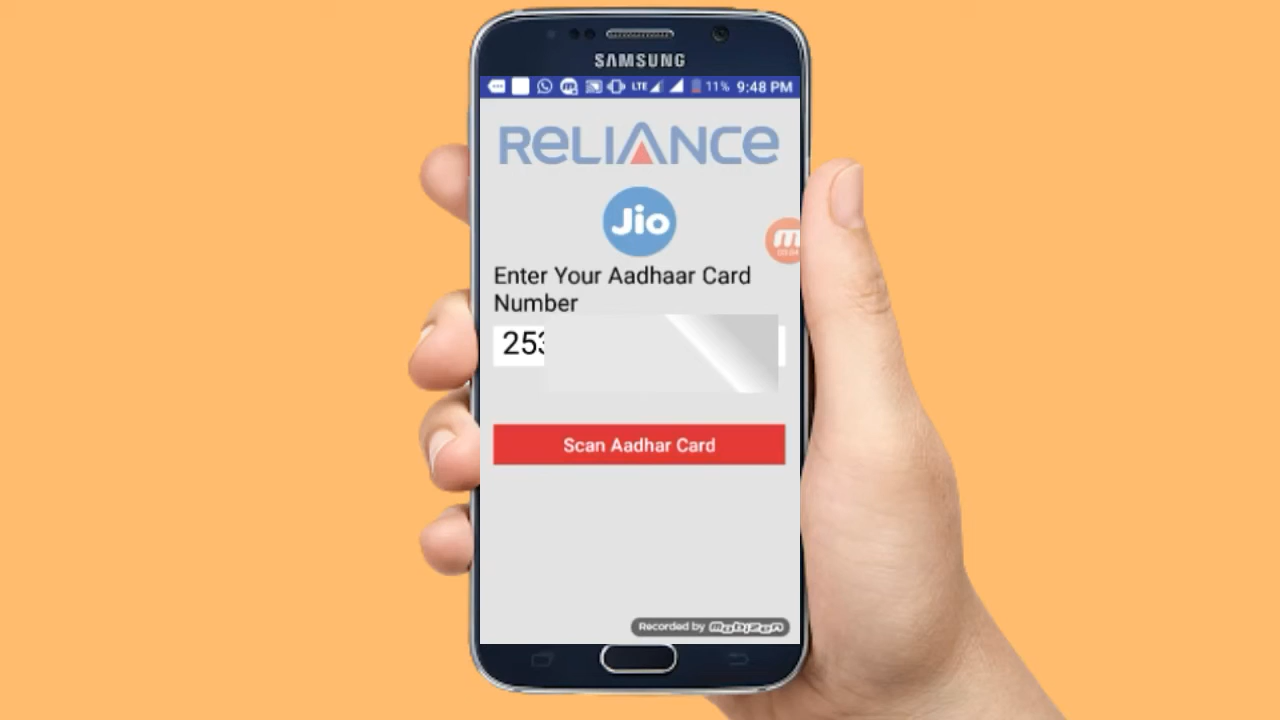 SAMSUNG
LTE 11% 9:48 PM
RELIANCE
Jio
Enter Your Aadhaar Card
Number
253
Scan Aadhar Card
Recorded by mobizen